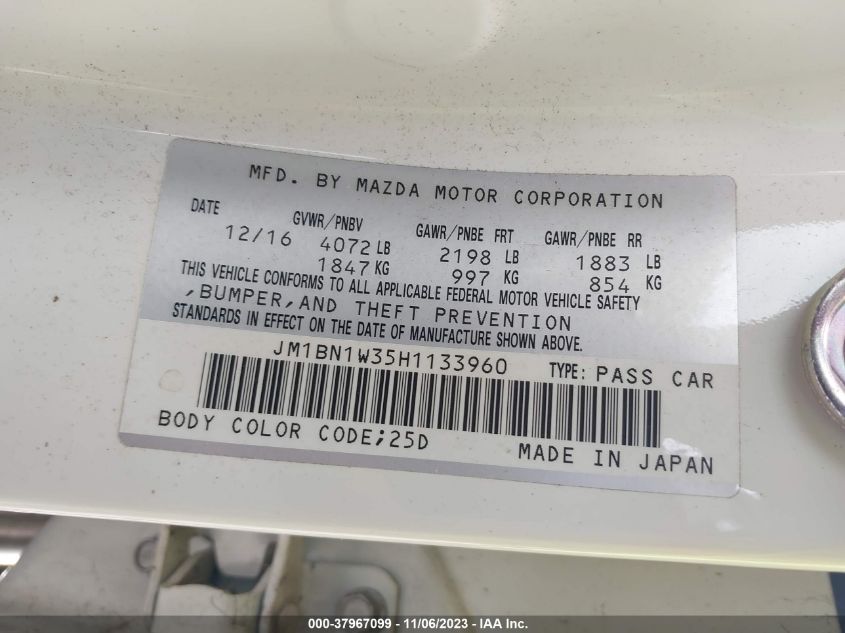 MFD. BY MAZDA MOTOR CORPORATION
DATE GVWR/PNBV GAWR/PNBE FRT GAWR/PNBE RR
12/16 4072 LB 2198 LB 1883 LB
1847 KG 997 KG 854 KG
THIS VEHICLE CONFORMS TO ALL APPLICABLE FEDERAL MOTOR VEHICLE SAFETY
,BUMPER,AND THEFT PREVENTION
STANDARDS IN EFFECT ON THE DATE OF MANUFACTURE SHOWN ABOVE.
JM1BN1W35H1133960 TYPE: PASS CAR
BODY COLOR CODE;25D MADE IN JAPAN
000-37967099 - 11/06/2023 - IAA Inc.